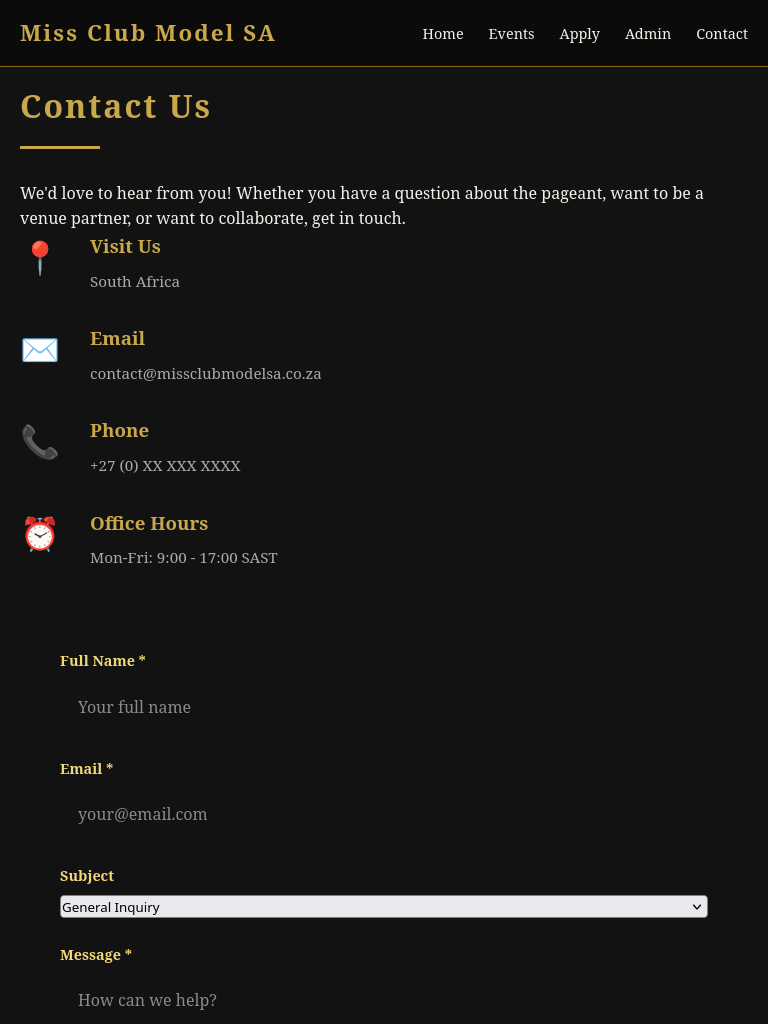 Miss Club Model SA
Home Events Apply Admin Contact
Contact Us
We'd love to hear from you! Whether you have a question about the pageant, want to be a
venue partner, or want to collaborate, get in touch.
Visit Us
South Africa
Email
contact@missclubmodelsa.co.za
Phone
+27 (0) XX XXX XXXX
Office Hours
Mon-Fri: 9:00 - 17:00 SAST
Full Name *
Your full name
Email *
your@email.com
Subject
General Inquiry
Message *
How can we help?